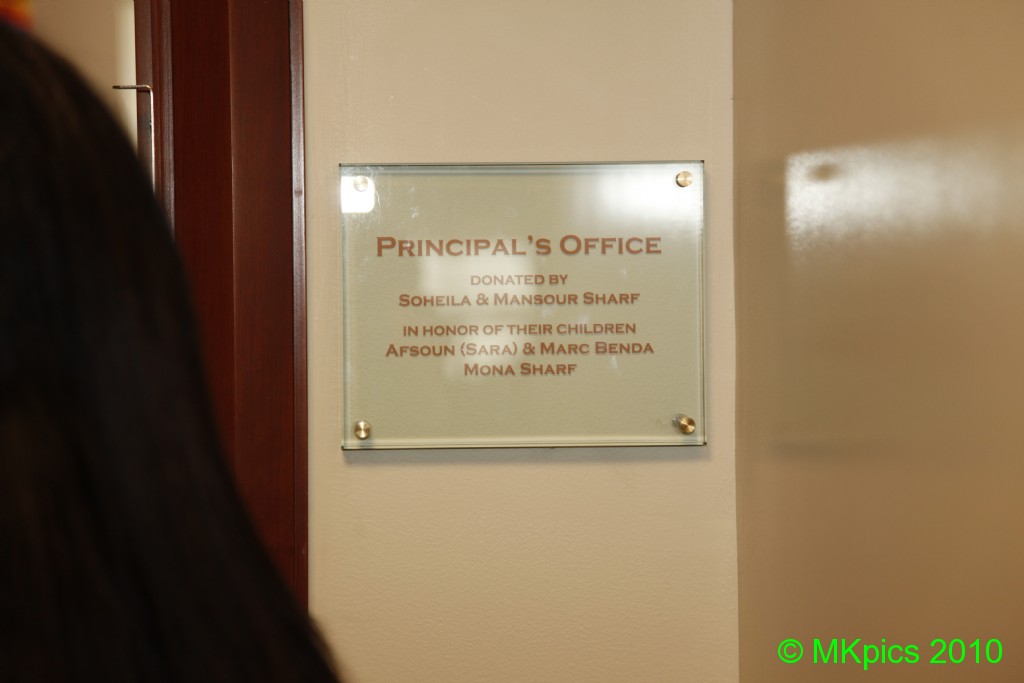 PRINCIPAL'S OFFICE
DONATED BY
SOHEILA & MANSOUR SHARF
IN HONOR OF THEIR CHILDREN
AFSOUN (SARA) & MARC BENDA
MONA SHARF
© MKpics 2010